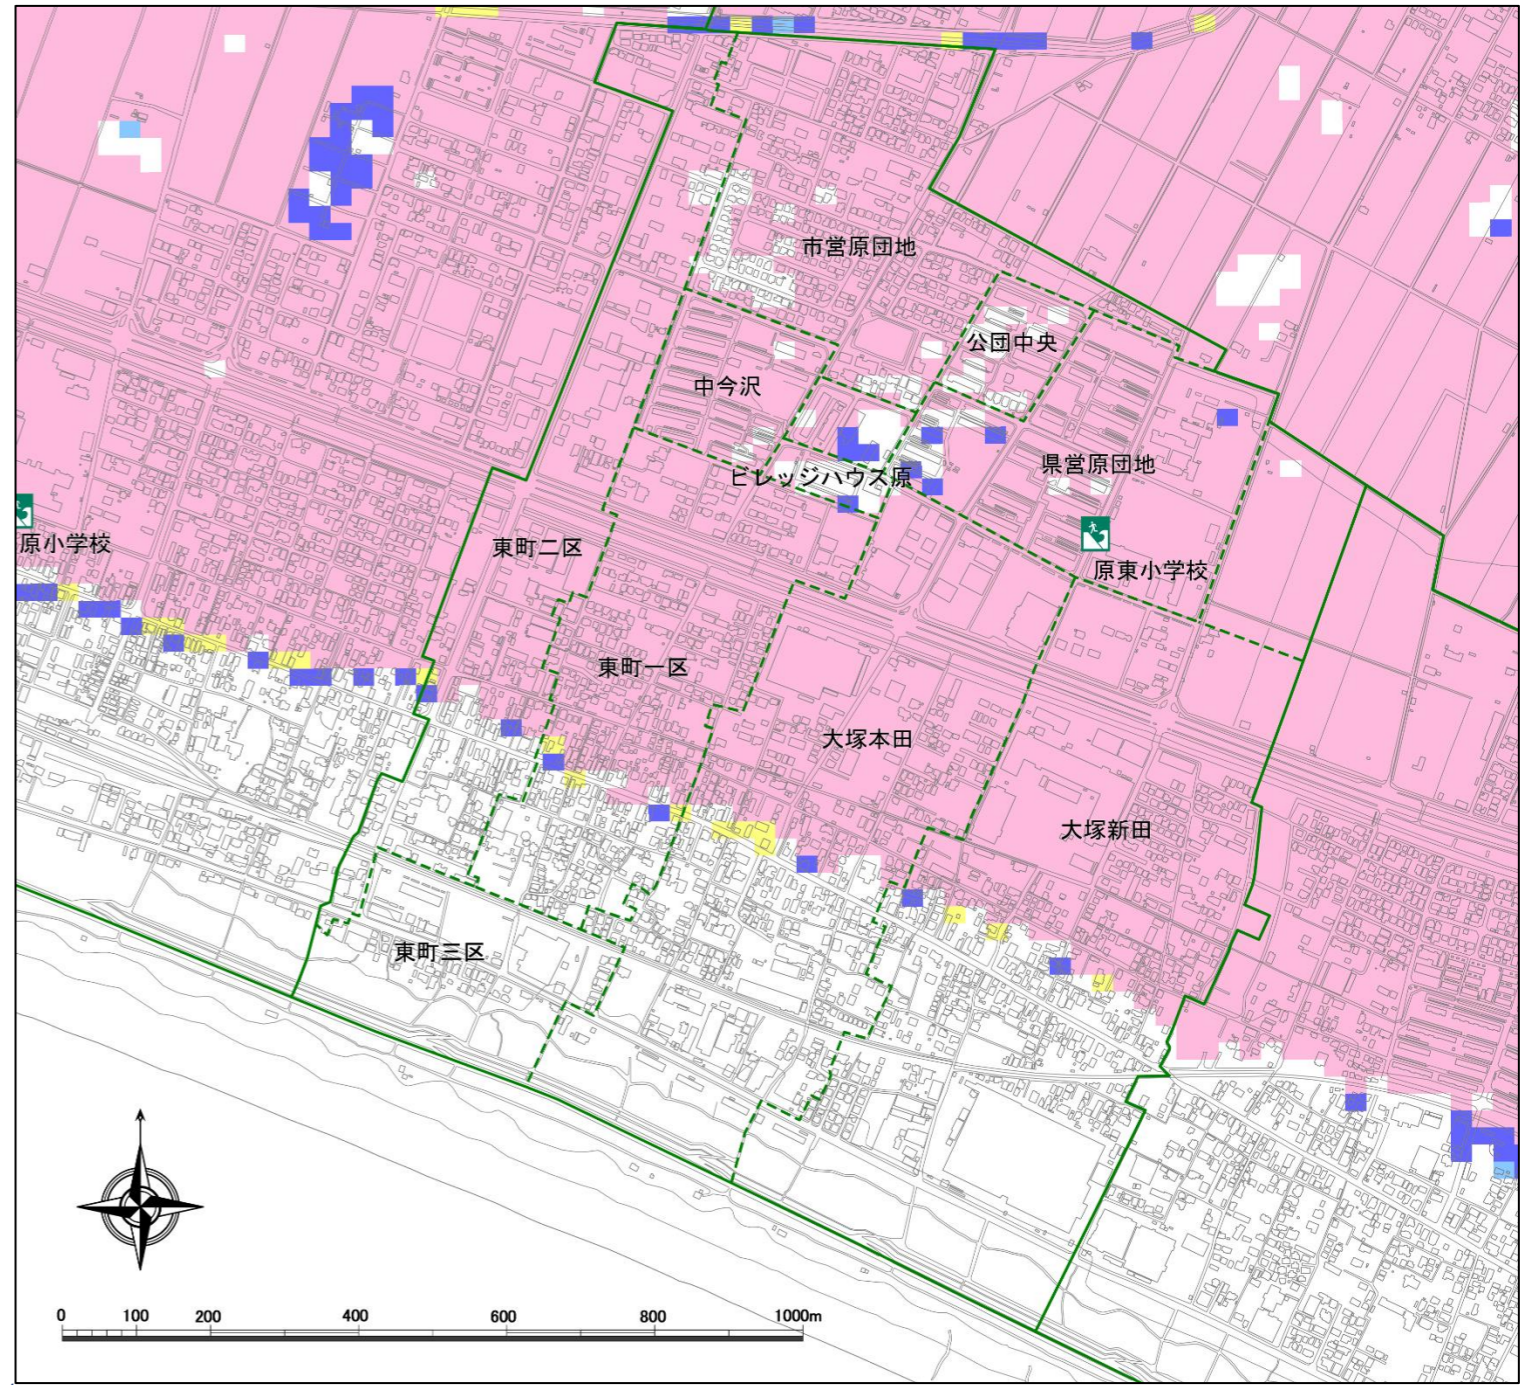 市営原団地
公団中央
中今沢
県営原団地
ビレッジハウス原
原小学校
東町二区
原東小学校
東町一区
大塚本田
大塚新田
東町三区
0 100 200 400 600 800 1000m